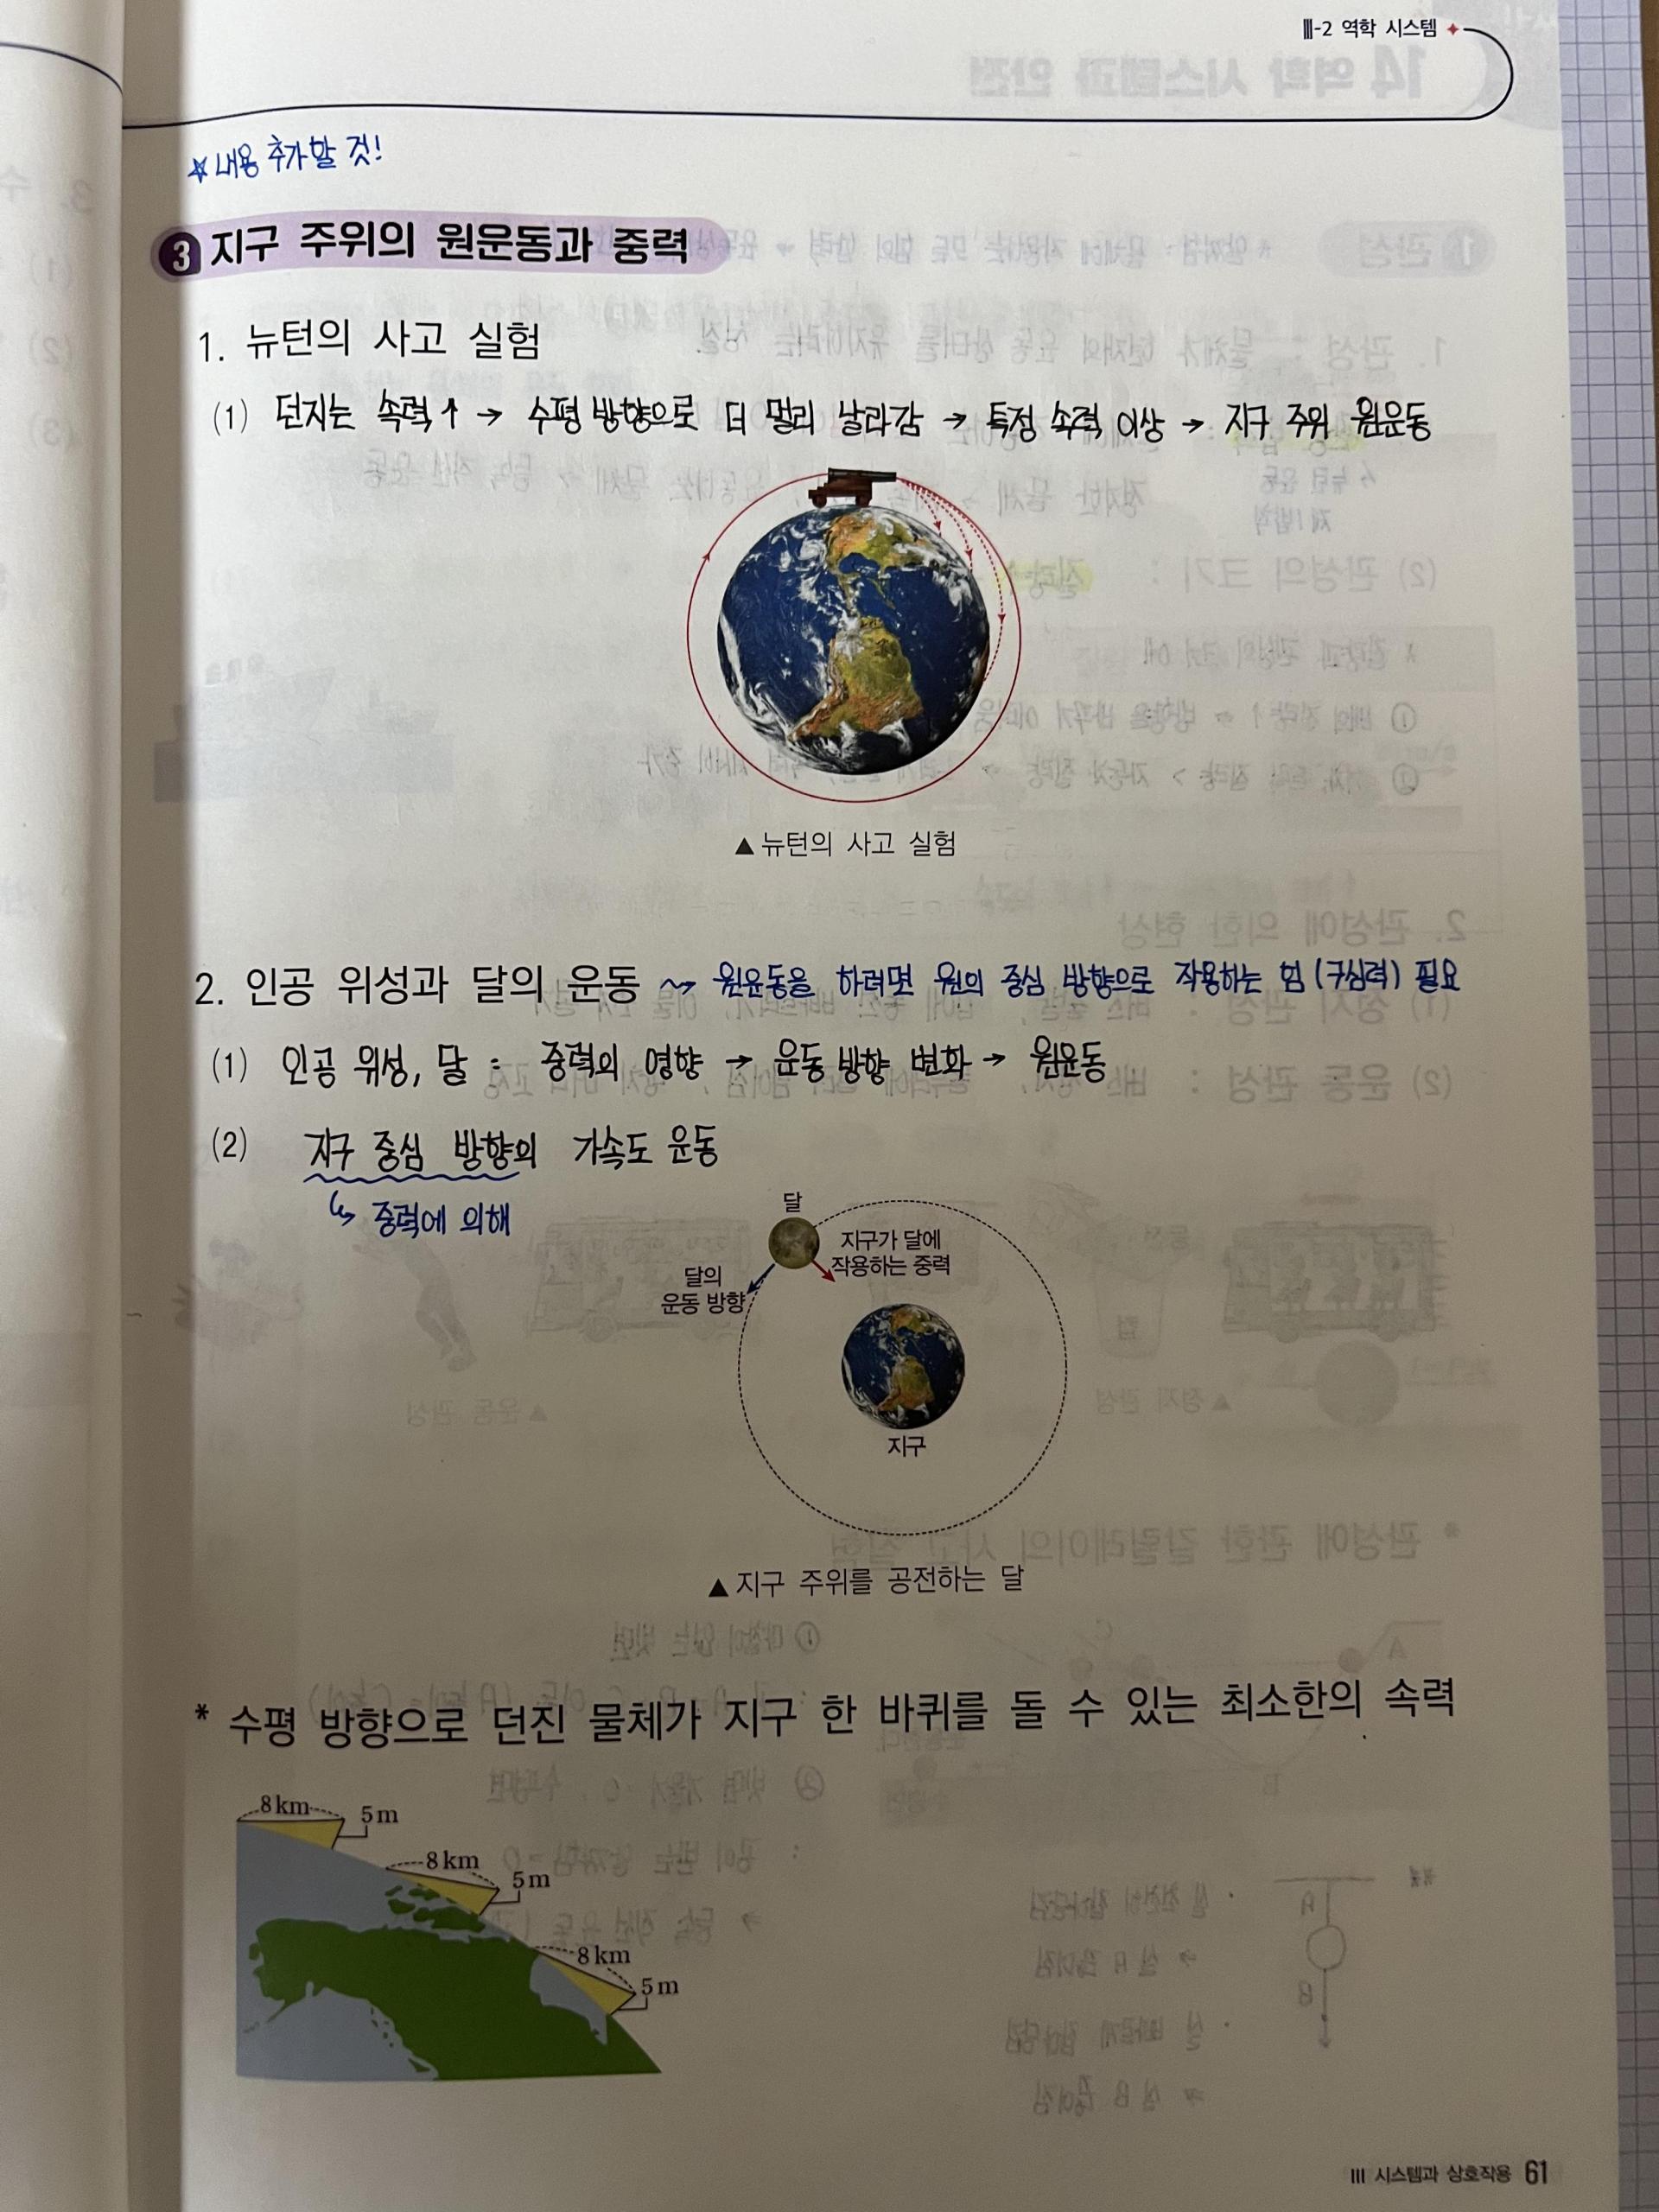 Ⅲ-2 역학 시스템
☆내용 추가할 것!
3 지구 주위의 원운동과 중력
1. 뉴턴의 사고 실험
(1) 던지는 속력↑ → 수평 방향으로 더 멀리 날라감 → 특정 속력 이상 → 지구 주위 원운동
▲ 뉴턴의 사고 실험
2. 인공 위성과 달의 운동 ⤳ 원운동을 하려면 원의 중심 방향으로 작용하는 힘 (구심력) 필요
(1) 인공 위성, 달 : 중력의 영향 → 운동 방향 변화 → 원운동
(2) 지구 중심 방향의 가속도 운동
↳ 중력에 의해
달
지구가 달에
작용하는 중력
달의
운동 방향
지구
▲ 지구 주위를 공전하는 달
* 수평 방향으로 던진 물체가 지구 한 바퀴를 돌 수 있는 최소한의 속력
8 km 5 m
8 km 5 m
8 km
5 m
Ⅲ 시스템과 상호작용 61